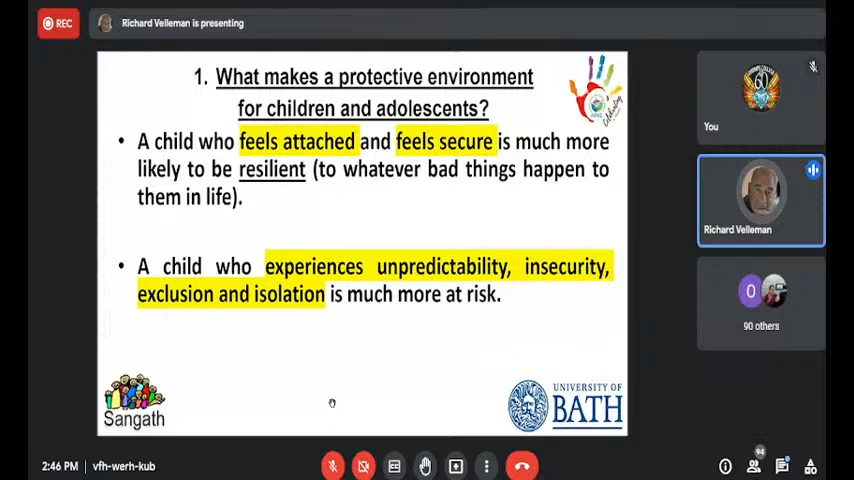 REC
Richard Velleman is presenting
1. What makes a protective environment
for children and adolescents?
• A child who feels attached and feels secure is much more
likely to be resilient (to whatever bad things happen to
them in life).
• A child who experiences unpredictability, insecurity,
exclusion and isolation is much more at risk.
Sangath
UNIVERSITY OF
BATH
60
You
Richard Velleman
O
90 others
2:46 PM | vfh-werh-kub
94